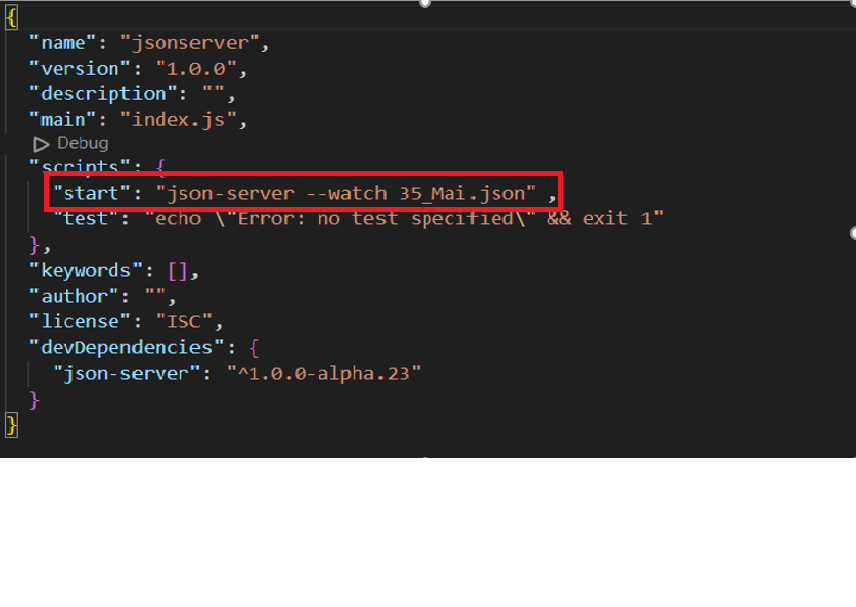 {
"name": "jsonserver",
"version": "1.0.0",
"description": "",
"main": "index.js",
Debug
"scripts": {
"start": "json-server --watch 35_Mai.json" ,
"test": "echo \"Error: no test specified\" && exit 1"
},
"keywords": [],
"author": "",
"license": "ISC",
"devDependencies": {
"json-server": "^1.0.0-alpha.23"
}
}